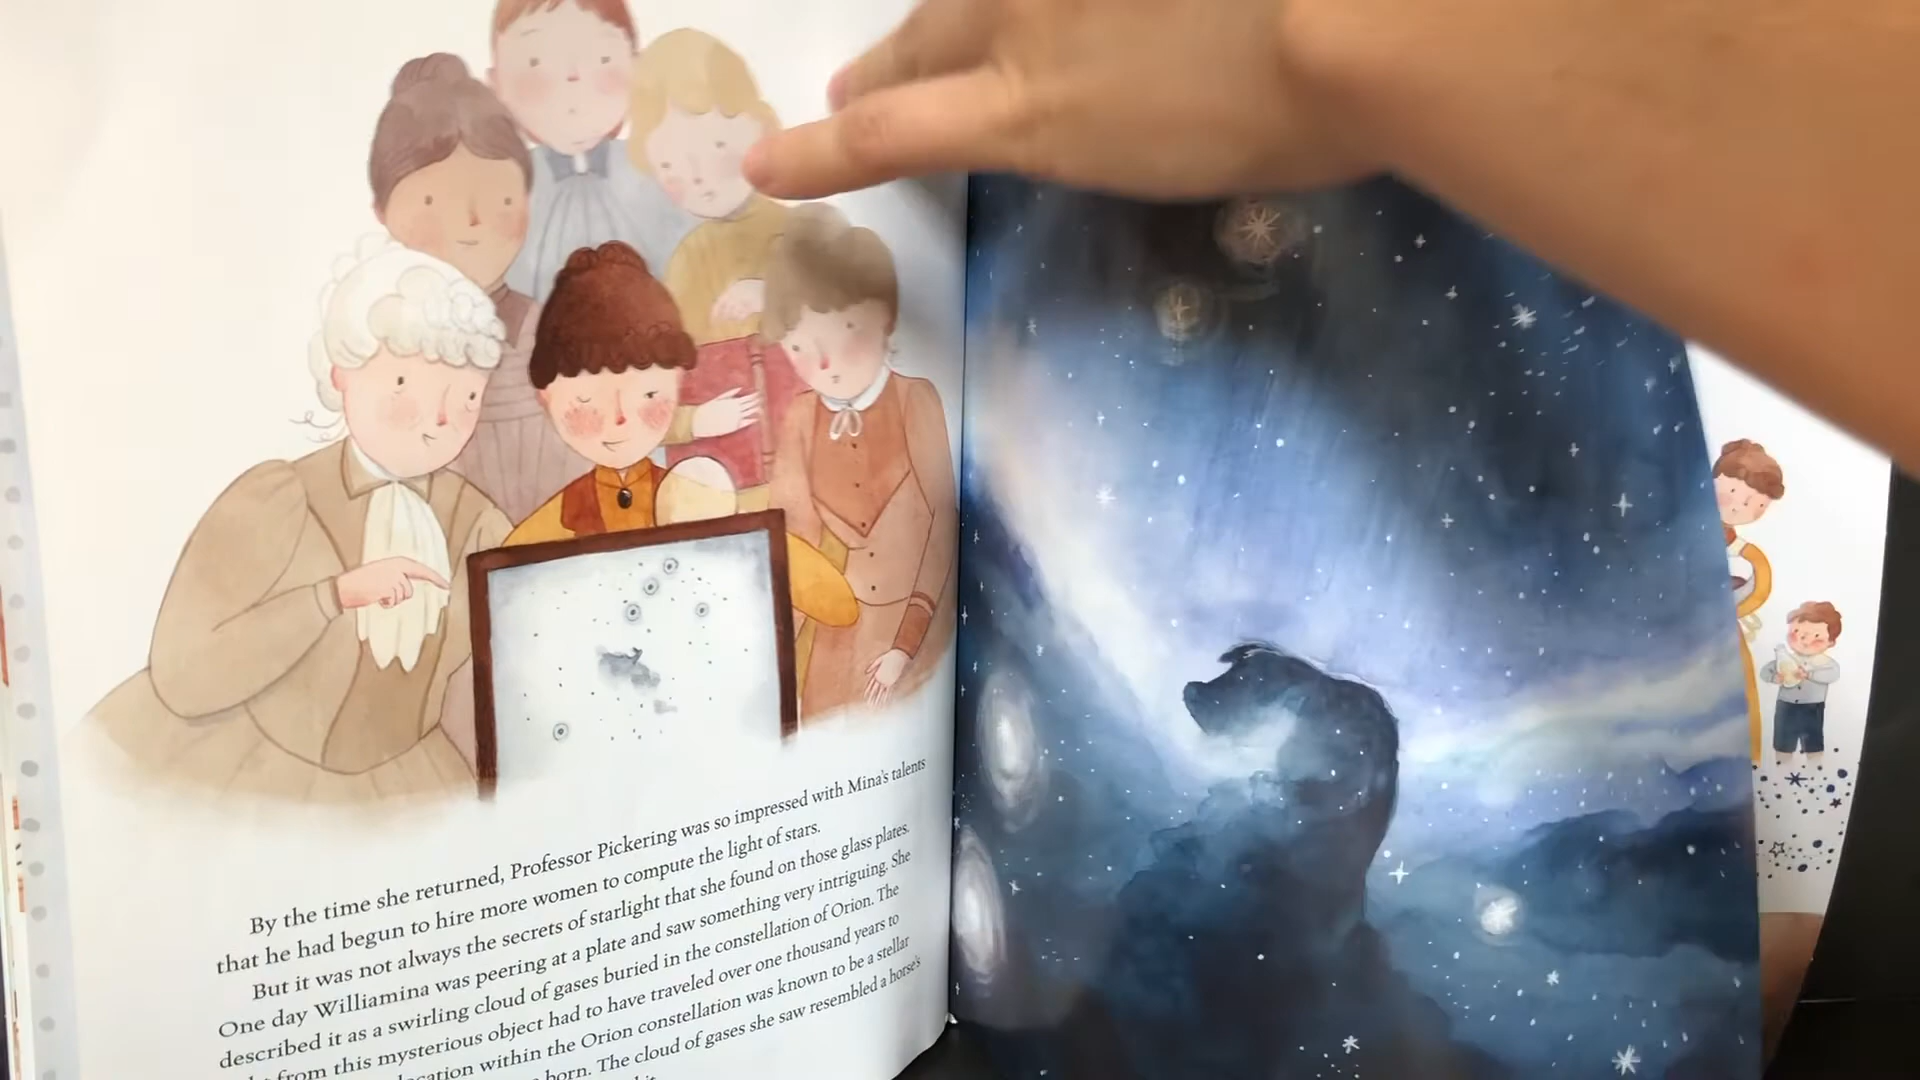 By the time she returned, Professor Pickering was so impressed with Mina's talents
that he had begun to hire more women to compute the light of stars.
But it was not always the secrets of starlight that she found on those glass plates.
One day Williamina was peering at a plate and saw something very intriguing. She
described it as a swirling cloud of gases buried in the constellation of Orion. The
from this mysterious object had to have traveled over one thousand years to
within the Orion constellation was known to be a stellar
born. The cloud of gases she saw resembled a horse's